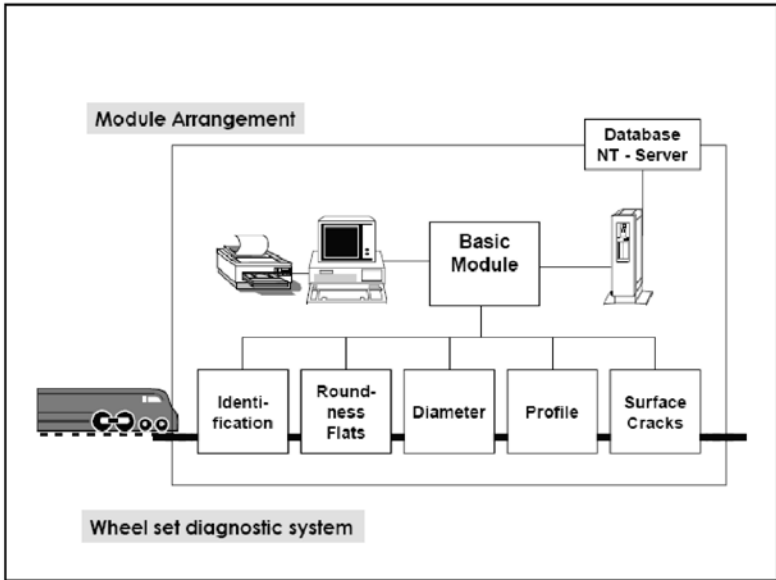 Module Arrangement
Database
NT - Server
Basic
Module
Identi-
fication
Round-
ness
Flats
Diameter
Profile
Surface
Cracks
Wheel set diagnostic system